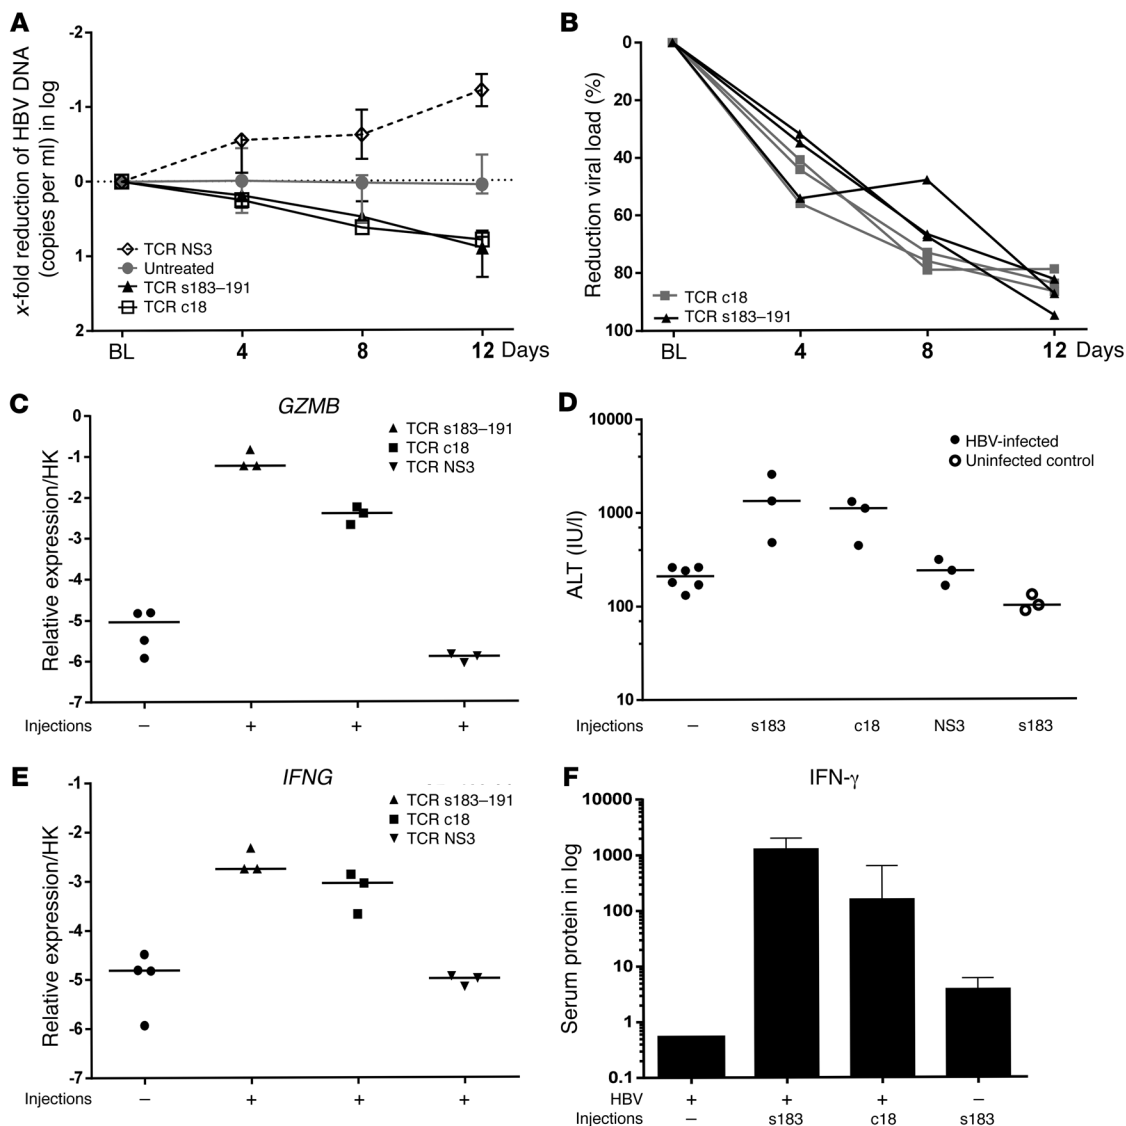 A
x-fold reduction of HBV DNA
(copies per ml) in log
-2
-1
0
1
2
TCR NS3
Untreated
TCR s183–191
TCR c18
BL 4 8 12 Days
B
Reduction viral load (%)
0
20
40
60
80
100
TCR c18
TCR s183–191
BL 4 8 12 Days
C
GZMB
Relative expression/HK
0
-1
-2
-3
-4
-5
-6
-7
TCR s183–191
TCR c18
TCR NS3
Injections – + + +
D
ALT (IU/l)
10000
1000
100
10
HBV-infected
Uninfected control
Injections – s183 c18 NS3 s183
E
IFNG
Relative expression/HK
-1
-2
-3
-4
-5
-6
-7
TCR s183–191
TCR c18
TCR NS3
Injections – + + +
F
IFN-γ
Serum protein in log
10000
1000
100
10
1
0.1
HBV + + + –
Injections – s183 c18 s183